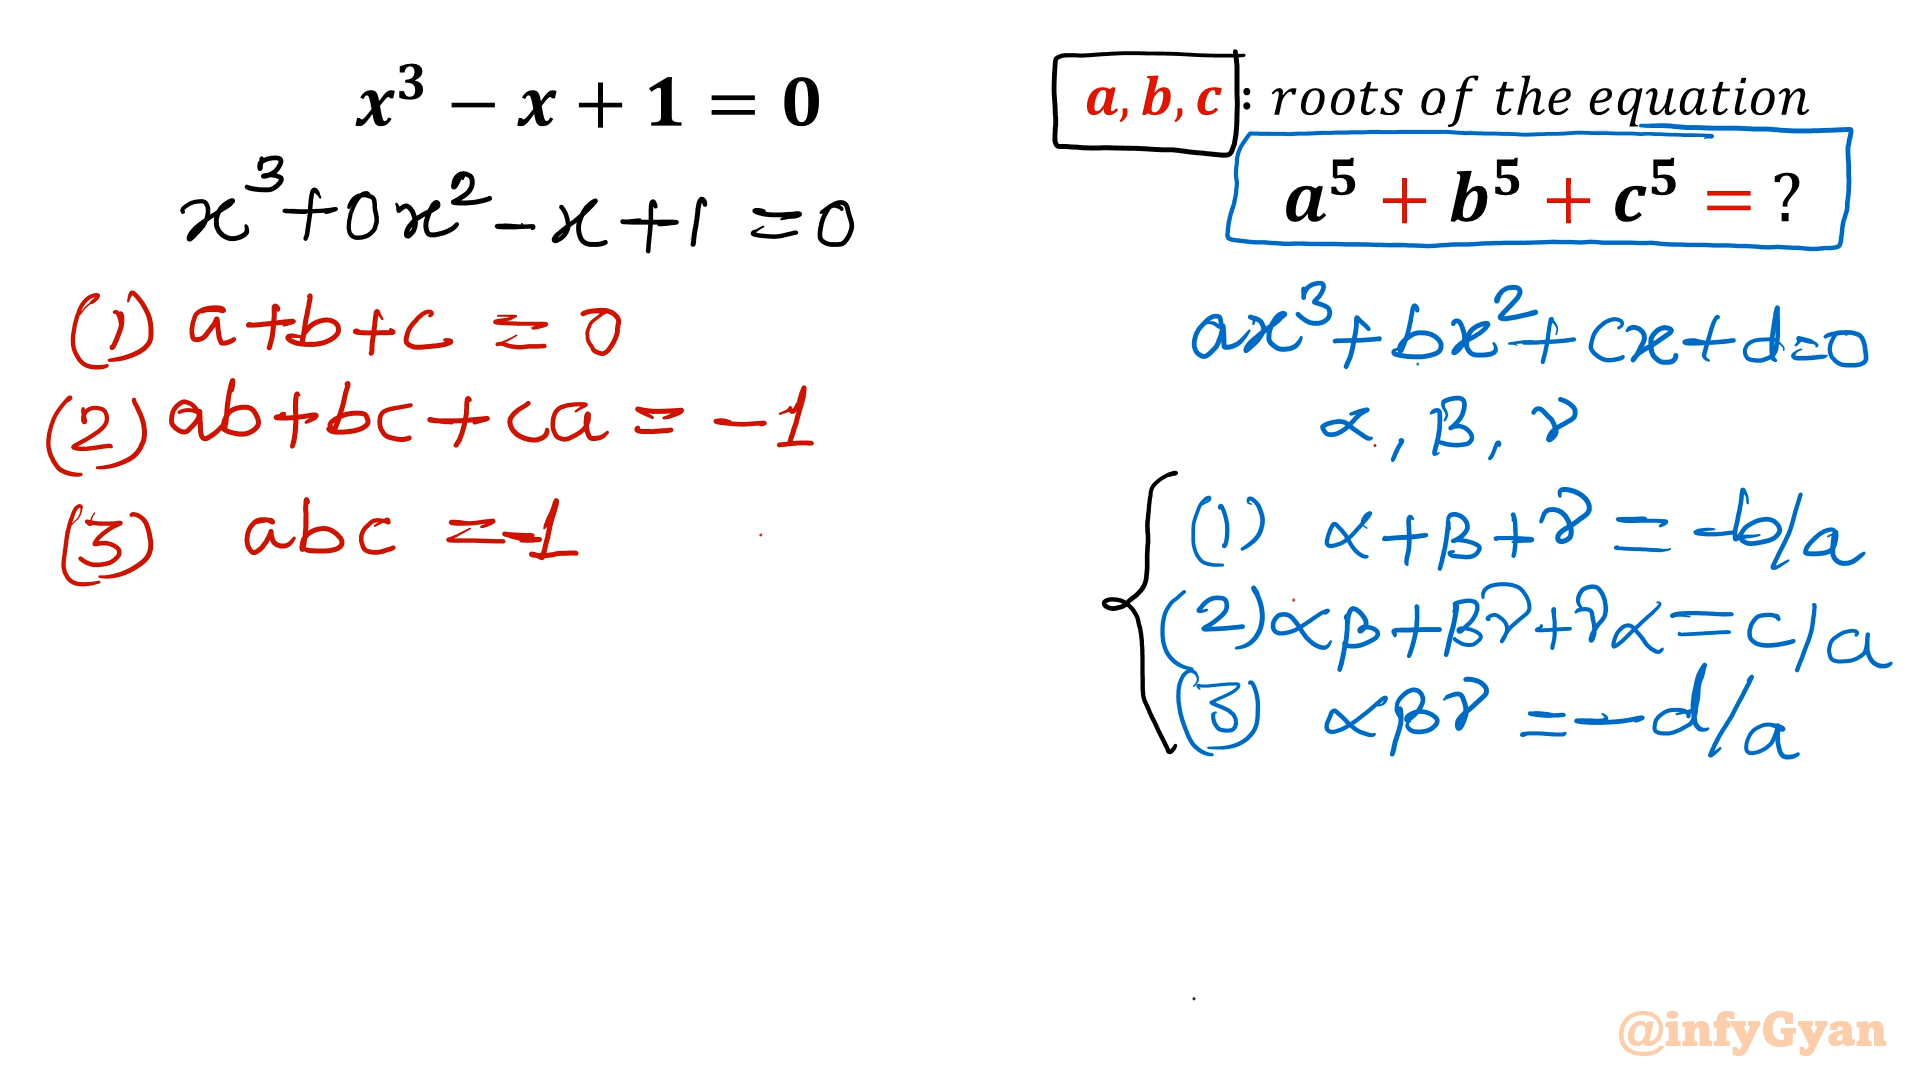 x³ − x + 1 = 0
x³ + 0x² − x + 1 = 0
(1) a+b+c = 0
(2) ab+bc+ca = −1
(3) abc = −1
a, b, c : roots of the equation
a⁵ + b⁵ + c⁵ = ?
ax³ + bx² + cx + d = 0
α, β, γ
(1) α+β+γ = −b/a
(2) αβ+βγ+γα = c/a
(3) αβγ = −d/a
@infyGyan